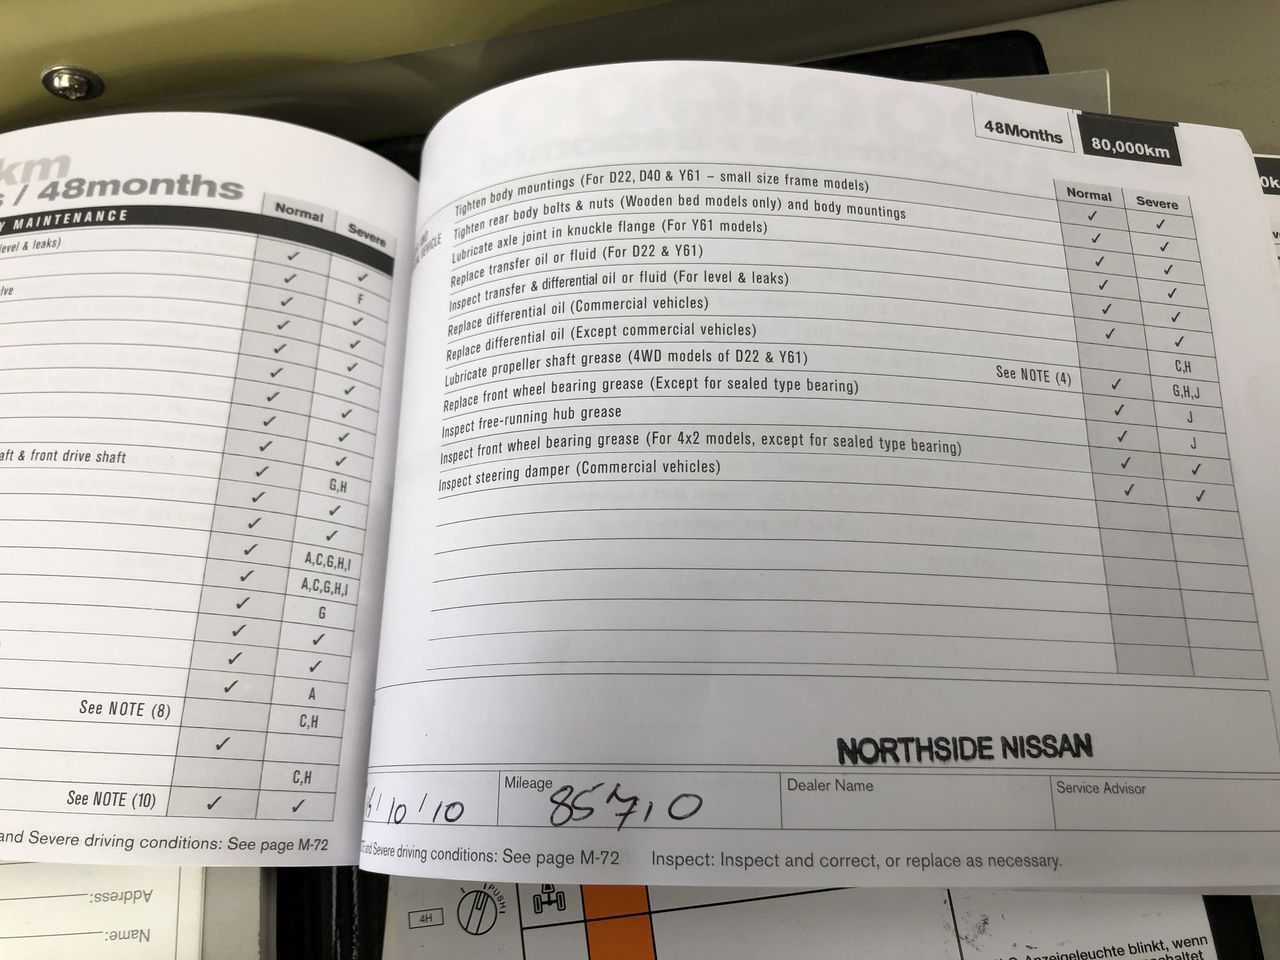 km
/ 48months
MAINTENANCE
Normal
Severe
level & leaks)
✓ ✓
✓ F
✓ ✓
✓ ✓
✓ ✓
✓ ✓
✓ ✓
✓ ✓
aft & front drive shaft ✓ ✓
✓ G,H
✓ ✓
✓ ✓
✓ A,C,G,H,I
✓ A,C,G,H,I
✓ G
✓ ✓
✓ ✓
✓ A
See NOTE (8) C,H
✓
C,H
See NOTE (10) ✓ ✓
and Severe driving conditions: See page M-72
48Months
80,000km
Normal
Severe
Tighten body mountings (For D22, D40 & Y61 – small size frame models) ✓ ✓
Tighten rear body bolts & nuts (Wooden bed models only) and body mountings ✓ ✓
Lubricate axle joint in knuckle flange (For Y61 models) ✓ ✓
Replace transfer oil or fluid (For D22 & Y61) ✓ ✓
Inspect transfer & differential oil or fluid (For level & leaks) ✓ ✓
Replace differential oil (Commercial vehicles) ✓ ✓
Replace differential oil (Except commercial vehicles) C,H
Lubricate propeller shaft grease (4WD models of D22 & Y61) See NOTE (4) ✓ G,H,J
Replace front wheel bearing grease (Except for sealed type bearing) ✓ J
Inspect free-running hub grease ✓ J
Inspect front wheel bearing grease (For 4x2 models, except for sealed type bearing) ✓ ✓
Inspect steering damper (Commercial vehicles) ✓ ✓
VEHICLE
NORTHSIDE NISSAN
/10/10
Mileage
85710
Dealer Name
Service Advisor
and Severe driving conditions: See page M-72 Inspect: Inspect and correct, or replace as necessary.
Address:
Name:
4H
PUSH
Anzeigeleuchte blinkt, wenn